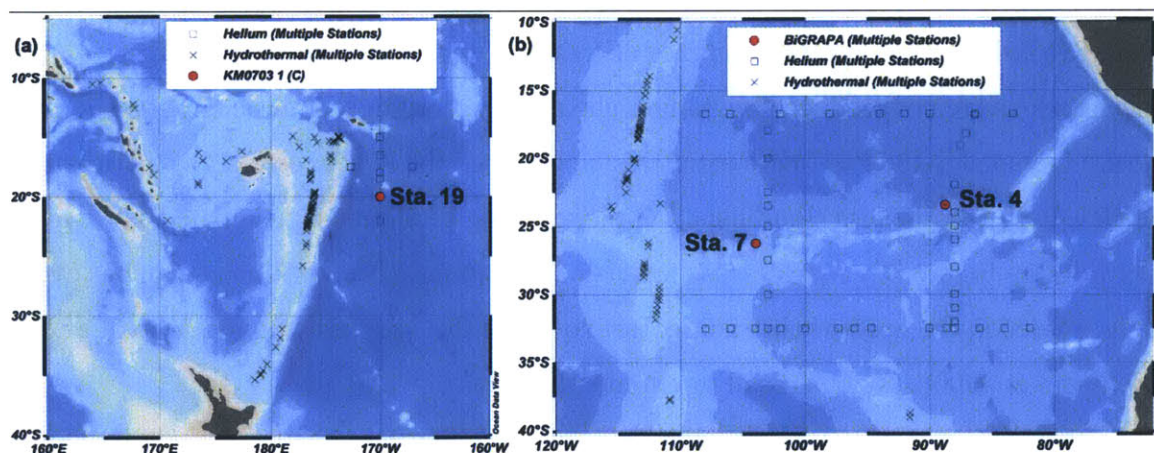 (a)
Helium (Multiple Stations)
Hydrothermal (Multiple Stations)
KM0703 1 (C)
10°S
20°S
30°S
40°S
160°E
170°E
180°E
170°W
160°W
Sta. 19
Ocean Data View
(b)
BiGRAPA (Multiple Stations)
Helium (Multiple Stations)
Hydrothermal (Multiple Stations)
10°S
15°S
20°S
25°S
30°S
35°S
40°S
120°W
110°W
100°W
90°W
80°W
Sta. 4
Sta. 7